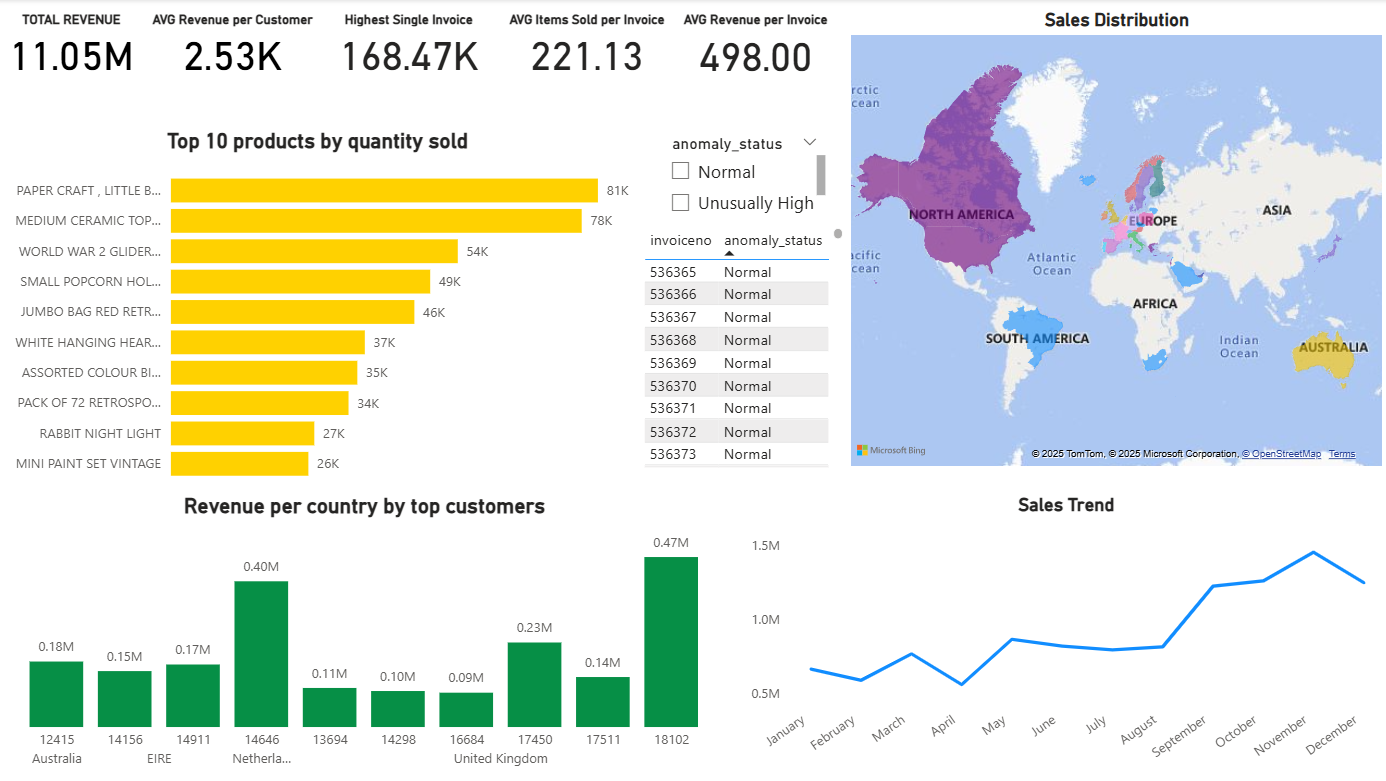 TOTAL REVENUE
11.05M
AVG Revenue per Customer
2.53K
Highest Single Invoice
168.47K
AVG Items Sold per Invoice
221.13
AVG Revenue per Invoice
498.00
Top 10 products by quantity sold
PAPER CRAFT , LITTLE B... 81K
MEDIUM CERAMIC TOP... 78K
WORLD WAR 2 GLIDER... 54K
SMALL POPCORN HOL... 49K
JUMBO BAG RED RETR... 46K
WHITE HANGING HEAR... 37K
ASSORTED COLOUR BI... 35K
PACK OF 72 RETROSPO... 34K
RABBIT NIGHT LIGHT 27K
MINI PAINT SET VINTAGE 26K
anomaly_status
Normal
Unusually High
invoiceno anomaly_status
536365 Normal
536366 Normal
536367 Normal
536368 Normal
536369 Normal
536370 Normal
536371 Normal
536372 Normal
536373 Normal
Sales Distribution
rctic
cean
NORTH AMERICA
EUROPE
ASIA
acific
cean
Atlantic
Ocean
AFRICA
SOUTH AMERICA
Indian
Ocean
AUSTRALIA
Microsoft Bing
© 2025 TomTom, © 2025 Microsoft Corporation, © OpenStreetMap Terms
Revenue per country by top customers
0.18M 0.15M 0.17M 0.40M 0.11M 0.10M 0.09M 0.23M 0.14M 0.47M
12415 14156 14911 14646 13694 14298 16684 17450 17511 18102
Australia EIRE Netherla... United Kingdom
Sales Trend
1.5M
1.0M
0.5M
January February March April May June July August September October November December